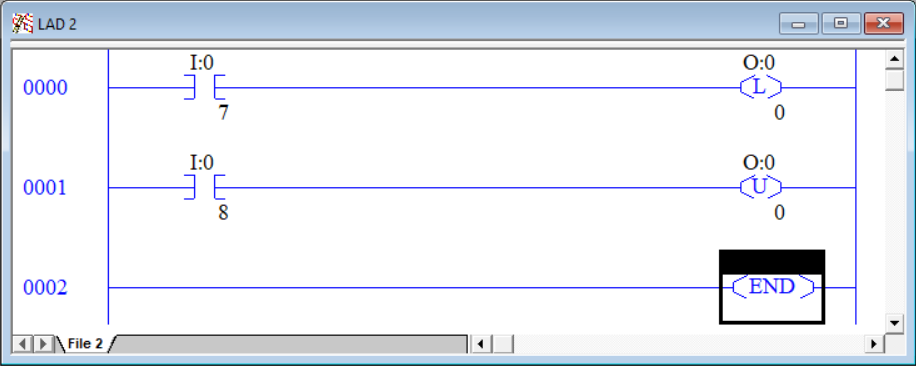 LAD 2
I:0 O:0
0000 L
7 0
I:0 O:0
0001 U
8 0
0002 END
File 2